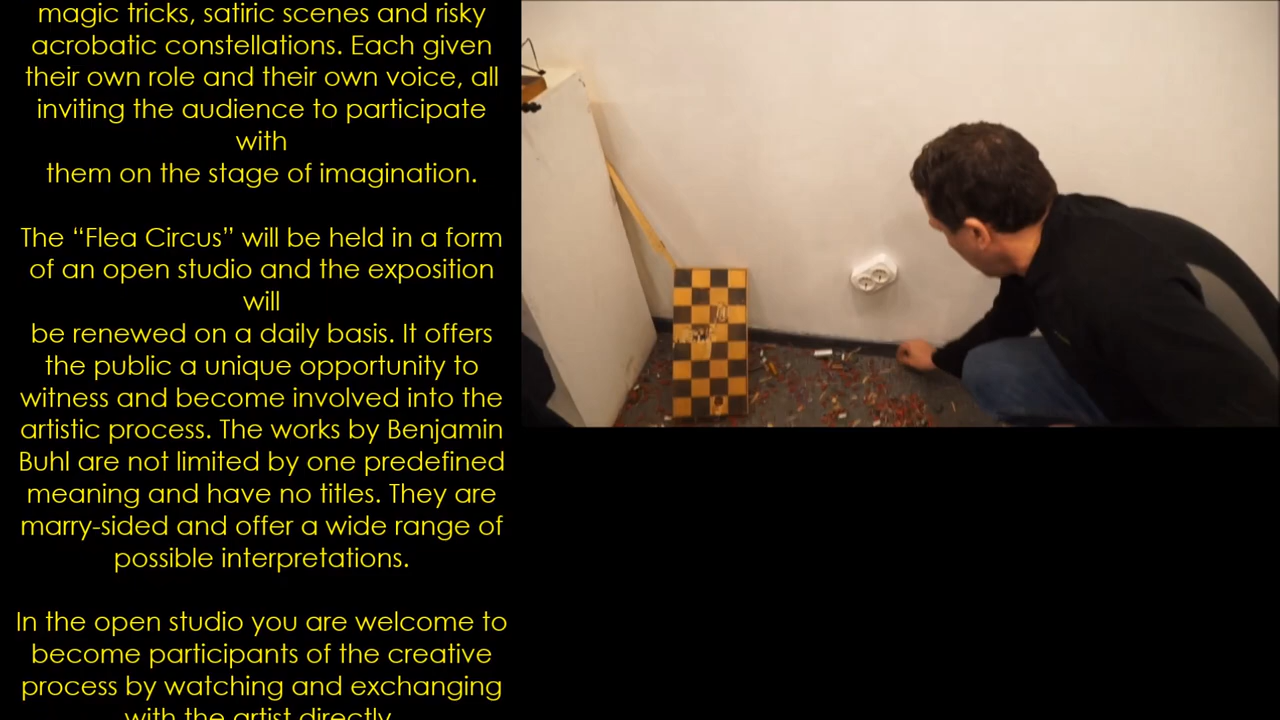 magic tricks, satiric scenes and risky
acrobatic constellations. Each given
their own role and their own voice, all
inviting the audience to participate
with
them on the stage of imagination.
The “Flea Circus” will be held in a form
of an open studio and the exposition
will
be renewed on a daily basis. It offers
the public a unique opportunity to
witness and become involved into the
artistic process. The works by Benjamin
Buhl are not limited by one predefined
meaning and have no titles. They are
marry-sided and offer a wide range of
possible interpretations.
In the open studio you are welcome to
become participants of the creative
process by watching and exchanging
with the artist directly.